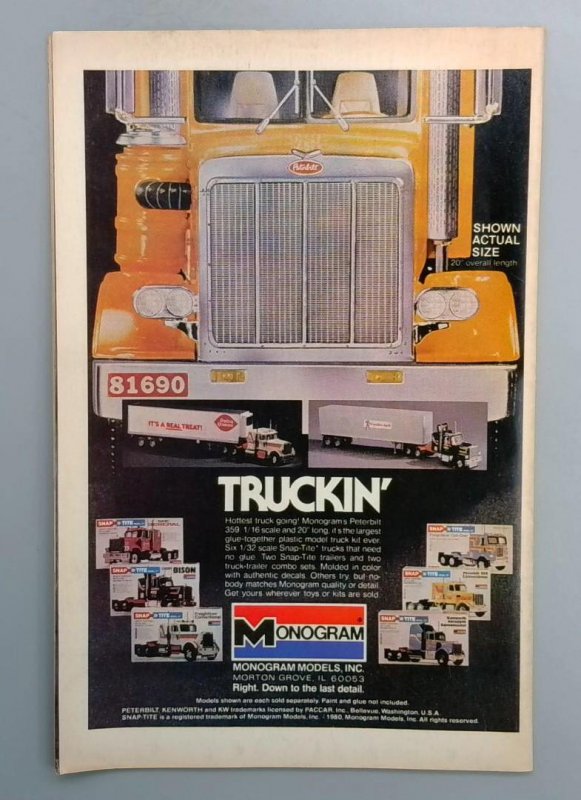 Peterbilt
SHOWN
ACTUAL
SIZE
20" overall length
81690
IT'S A REAL TREAT!
TRUCKIN'
Hottest truck going! Monogram's Peterbilt
359. 1/16 scale and 20" long, it's the largest
glue-together plastic model truck kit ever.
Six 1/32 scale Snap-Tite® trucks that need
no glue. Two Snap-Tite trailers and two
truck-trailer combo sets. Molded in color
with authentic decals. Others try, but no-
body matches Monogram quality or detail.
Get yours wherever toys or kits are sold.
SNAP TITE
GENERAL
SNAP TITE
BISON
SNAP TITE
SNAP TITE
SNAP TITE
SNAP TITE
MONOGRAM
MONOGRAM MODELS, INC.
MORTON GROVE, IL 60053
Right. Down to the last detail.
Models shown are each sold separately. Paint and glue not included.
PETERBILT, KENWORTH and KW trademarks licensed by PACCAR, Inc., Bellevue, Washington, U.S.A.
SNAP-TITE is a registered trademark of Monogram Models, Inc. · 1980, Monogram Models, Inc. All rights reserved.